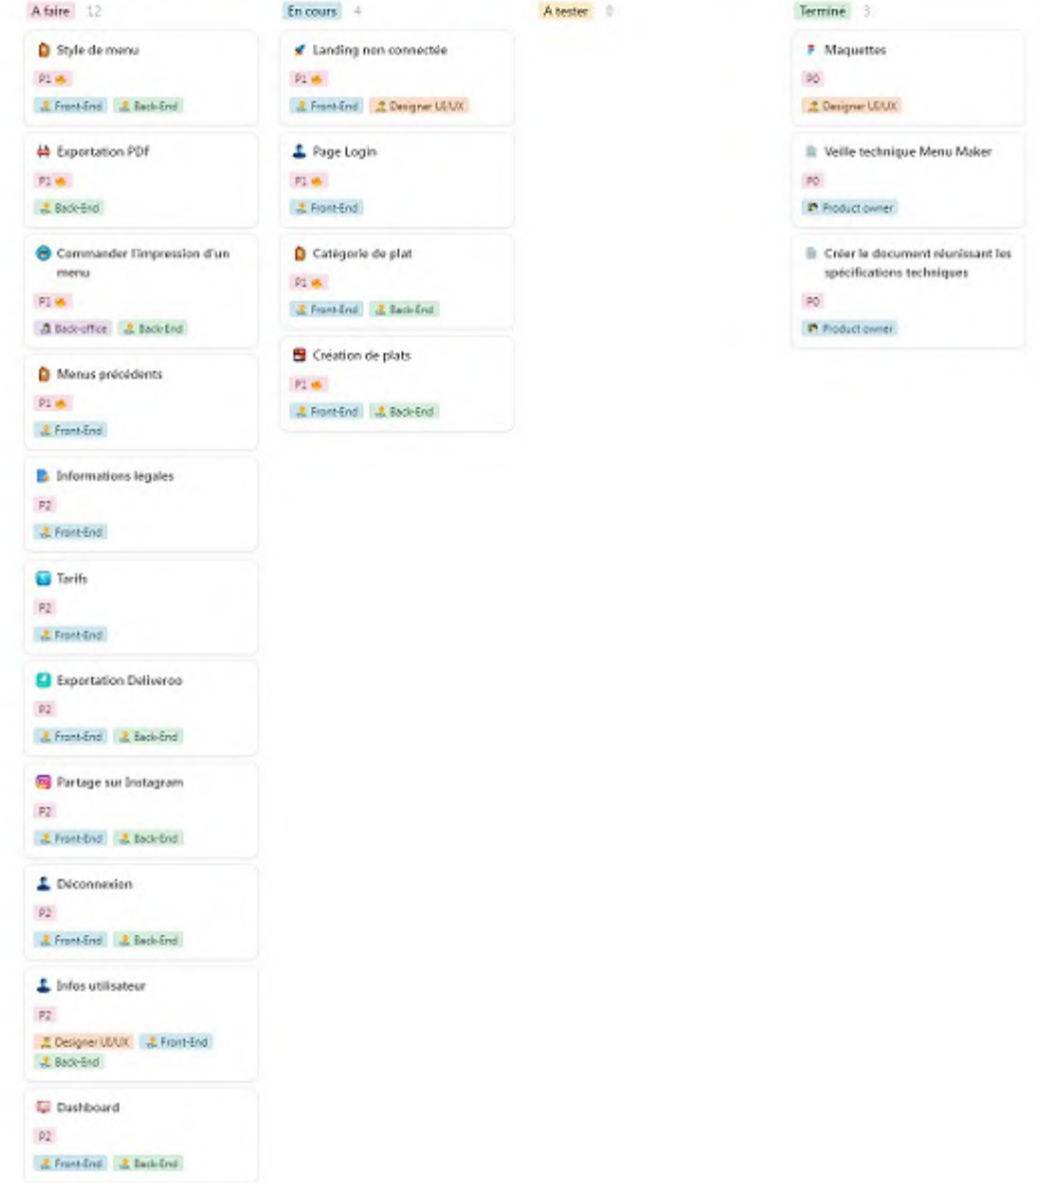 A faire 12
Style de menu
P1
Front-End Back-End
Exportation PDF
P1
Back-End
Commander l'impression d'un
menu
P1
Back-office Back-End
Menus précédents
P1
Front-End
Informations légales
P2
Front-End
Tarifs
P2
Front-End
Exportation Deliveroo
P2
Front-End Back-End
Partage sur Instagram
P2
Front-End Back-End
Déconnexion
P2
Front-End Back-End
Infos utilisateur
P2
Designer UI/UX Front-End
Back-End
Dashboard
P2
Front-End Back-End
En cours 4
Landing non connectée
P1
Front-End Designer UI/UX
Page Login
P1
Front-End
Catégorie de plat
P1
Front-End Back-End
Création de plats
P1
Front-End Back-End
A tester 0
Terminé 3
Maquettes
P0
Designer UI/UX
Veille technique Menu Maker
P0
Product owner
Créer le document réunissant les
spécifications techniques
P0
Product owner